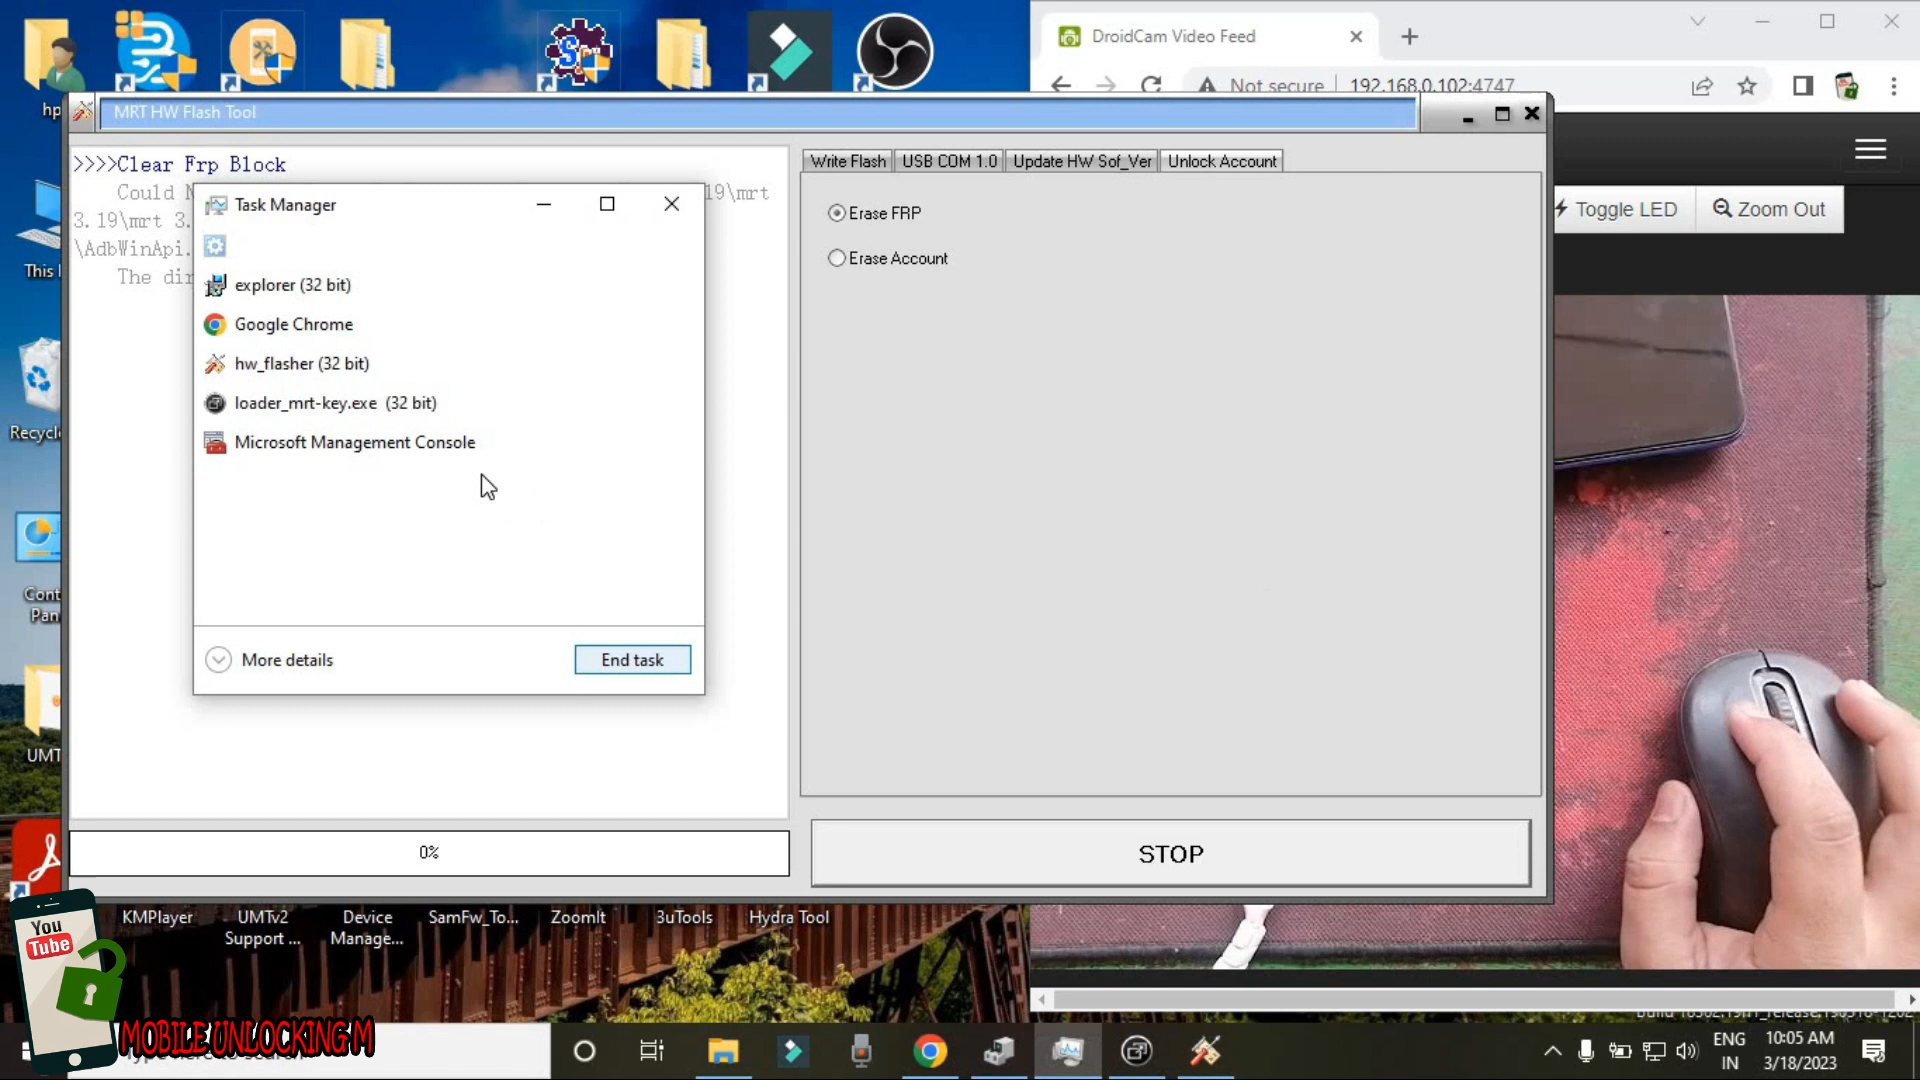 DroidCam Video Feed
Not secure
192.168.0.102:4747
hp
MRT HW Flash Tool
>>>>Clear Frp Block
Could N
19\mrt
3.19\mrt 3.
\AdbWinApi.
The dir
Task Manager
explorer (32 bit)
Google Chrome
hw_flasher (32 bit)
loader_mrt-key.exe (32 bit)
Microsoft Management Console
More details
End task
Write Flash
USB COM 1.0
Update HW Sof_Ver
Unlock Account
Erase FRP
Erase Account
0%
STOP
Toggle LED
Zoom Out
This
Recycl
Cont
Pan
UMT
KMPlayer
UMTv2
Support ...
Device
Manage...
SamFw_To...
ZoomIt
3uTools
Hydra Tool
You
Tube
MOBILE UNLOCKING M
ENG
IN
10:05 AM
3/18/2023